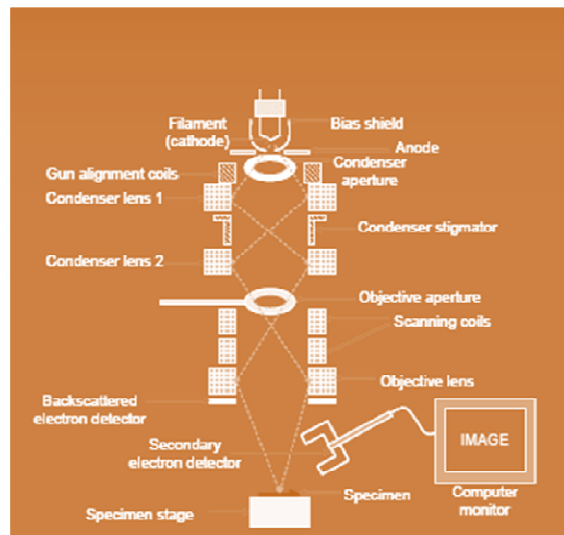 Filament
(cathode)
Bias shield
Anode
Gun alignment coils
Condenser
aperture
Condenser lens 1
Condenser stigmator
Condenser lens 2
Objective aperture
Scanning coils
Backscattered
electron detector
Objective lens
Secondary
electron detector
IMAGE
Specimen
Computer
monitor
Specimen stage